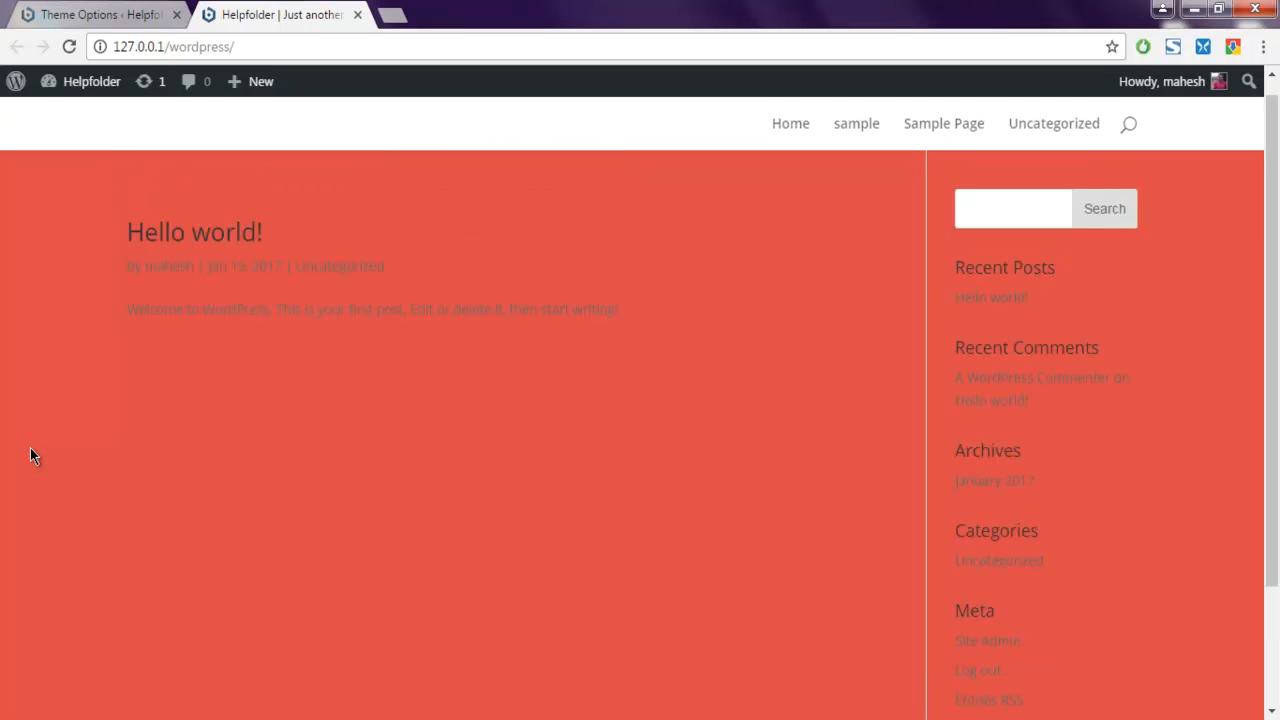 Theme Options ‹ Helpfol
Helpfolder | Just another
127.0.0.1/wordpress/
Helpfolder 1 0 New
Howdy, mahesh
Home sample Sample Page Uncategorized
Hello world!
by mahesh | Jan 19, 2017 | Uncategorized
Welcome to WordPress. This is your first post. Edit or delete it, then start writing!
Search
Recent Posts
Hello world!
Recent Comments
A WordPress Commenter on
Hello world!
Archives
January 2017
Categories
Uncategorized
Meta
Site Admin
Log out
Entries RSS